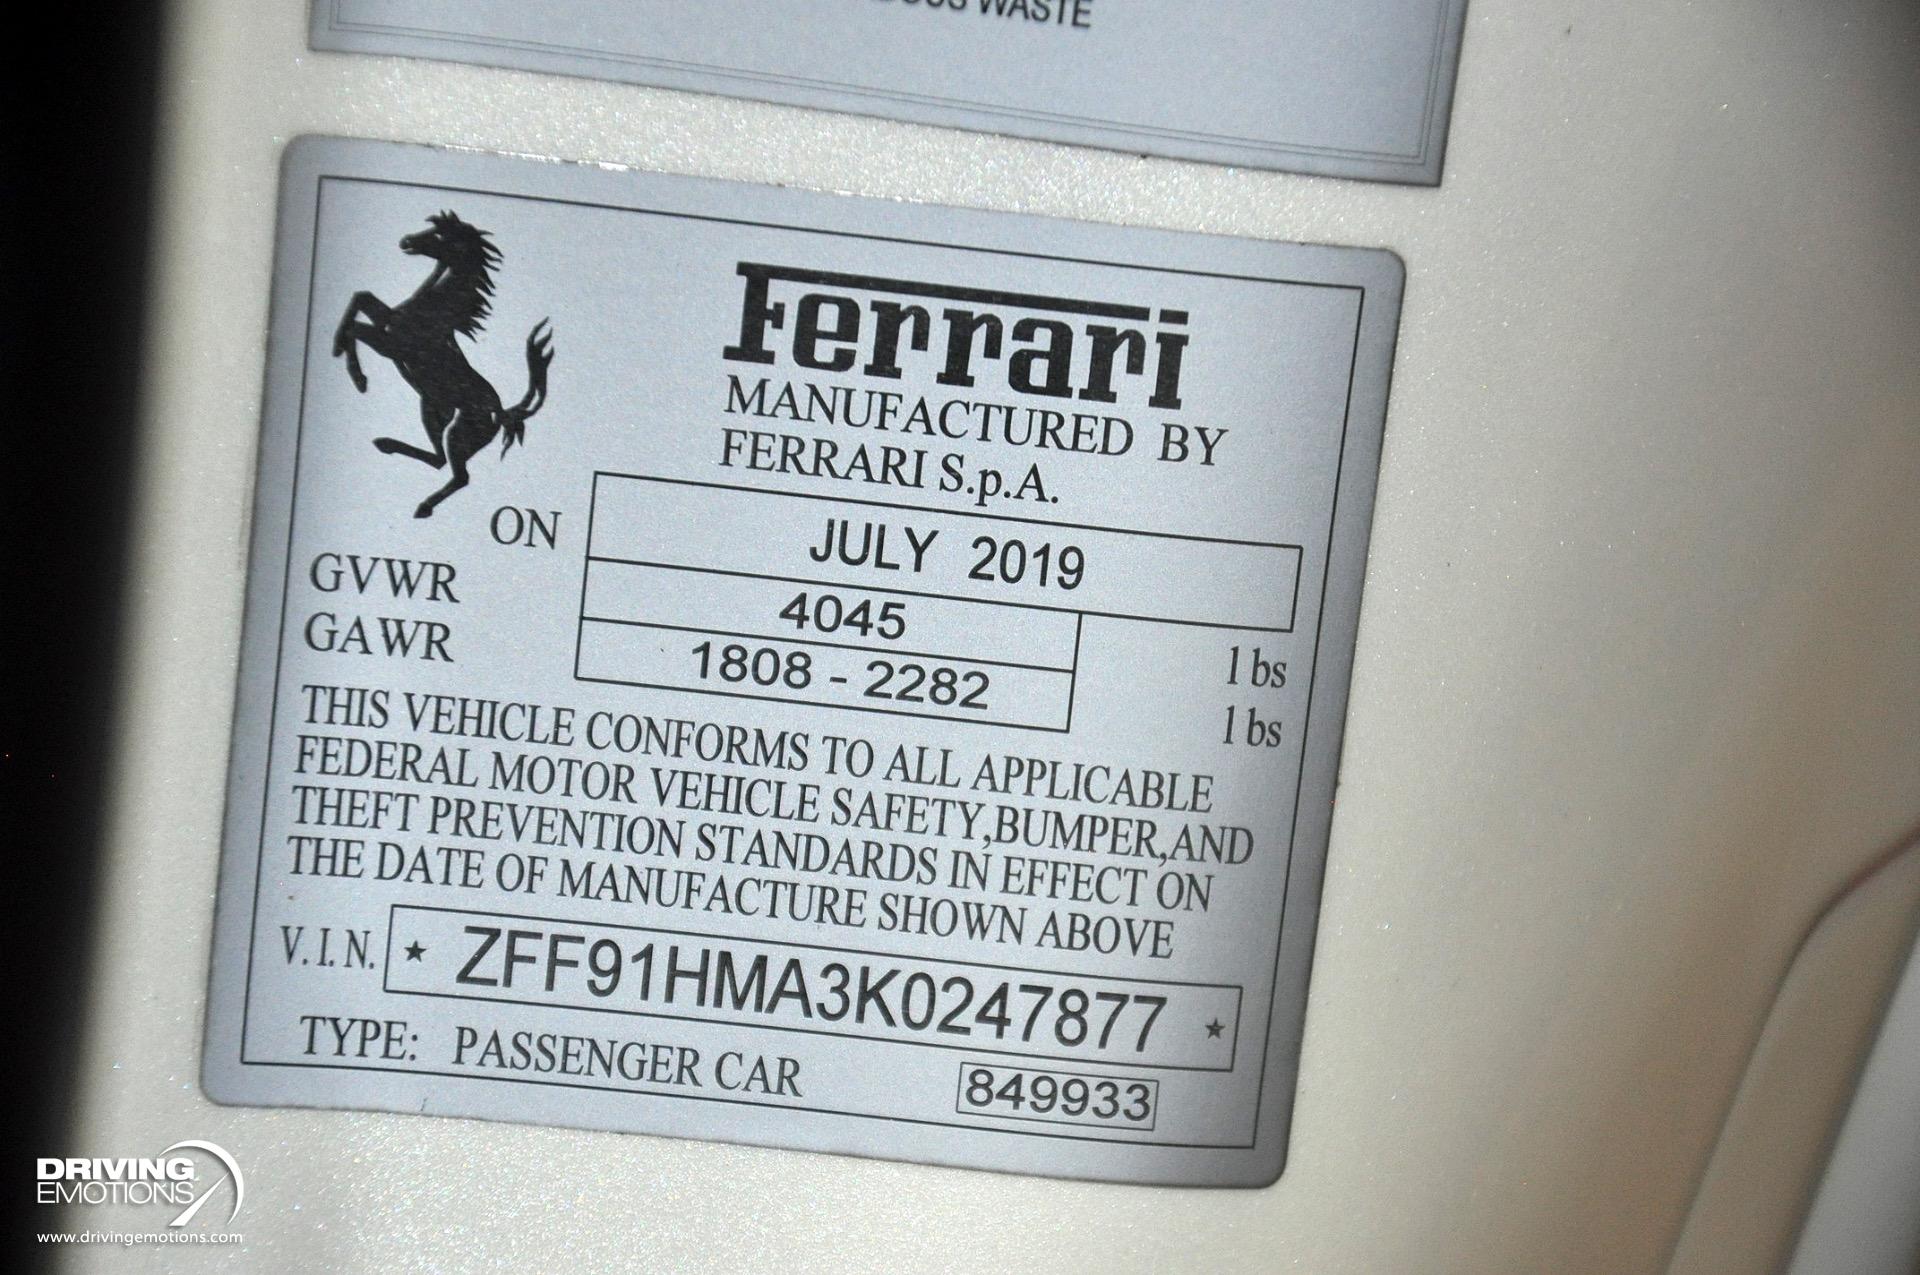 WASTE
Ferrari
MANUFACTURED BY
FERRARI S.p.A.
ON JULY 2019
GVWR 4045 lbs
GAWR 1808 - 2282 lbs
THIS VEHICLE CONFORMS TO ALL APPLICABLE
FEDERAL MOTOR VEHICLE SAFETY,BUMPER,AND
THEFT PREVENTION STANDARDS IN EFFECT ON
THE DATE OF MANUFACTURE SHOWN ABOVE
V.I.N. ★ ZFF91HMA3K0247877 ★
TYPE: PASSENGER CAR 849933
DRIVING
EMOTIONS
www.drivingemotions.com